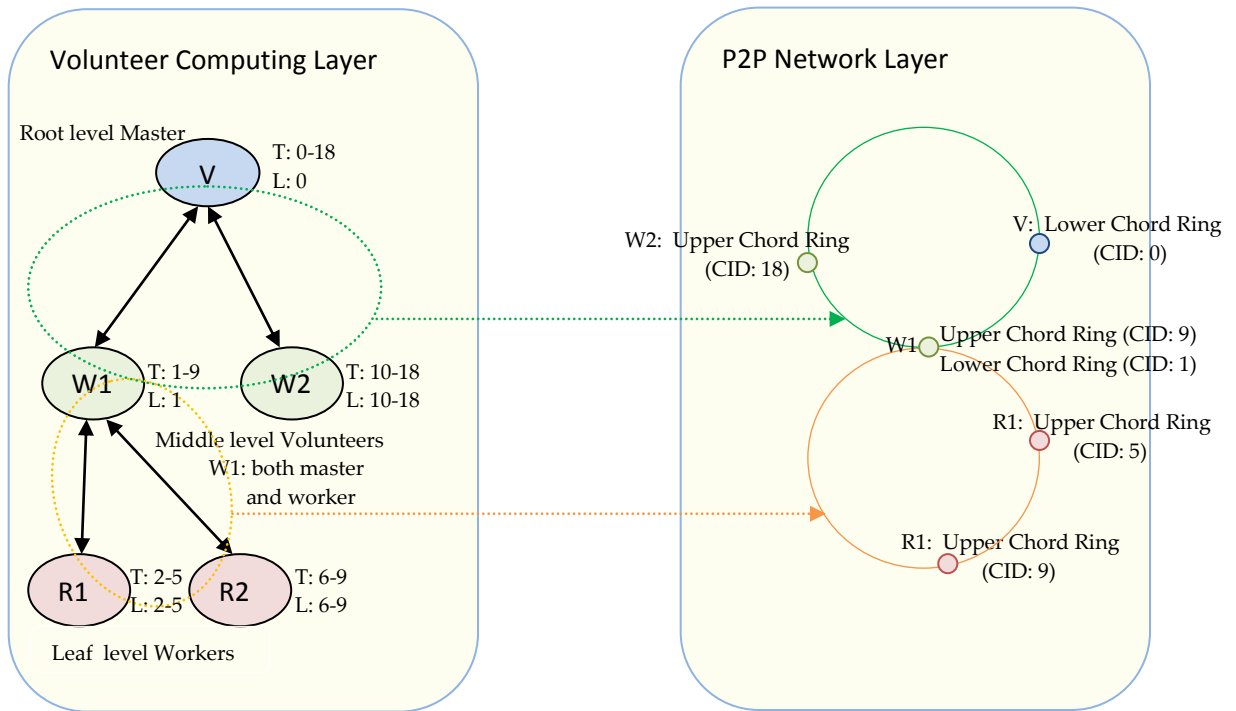 Volunteer Computing Layer
Root level Master
V
T: 0-18
L: 0
W1
T: 1-9
L: 1
W2
T: 10-18
L: 10-18
Middle level Volunteers
W1: both master
and worker
R1
T: 2-5
L: 2-5
R2
T: 6-9
L: 6-9
Leaf level Workers
P2P Network Layer
W2: Upper Chord Ring
(CID: 18)
V: Lower Chord Ring
(CID: 0)
W1
Upper Chord Ring (CID: 9)
Lower Chord Ring (CID: 1)
R1: Upper Chord Ring
(CID: 5)
R1: Upper Chord Ring
(CID: 9)